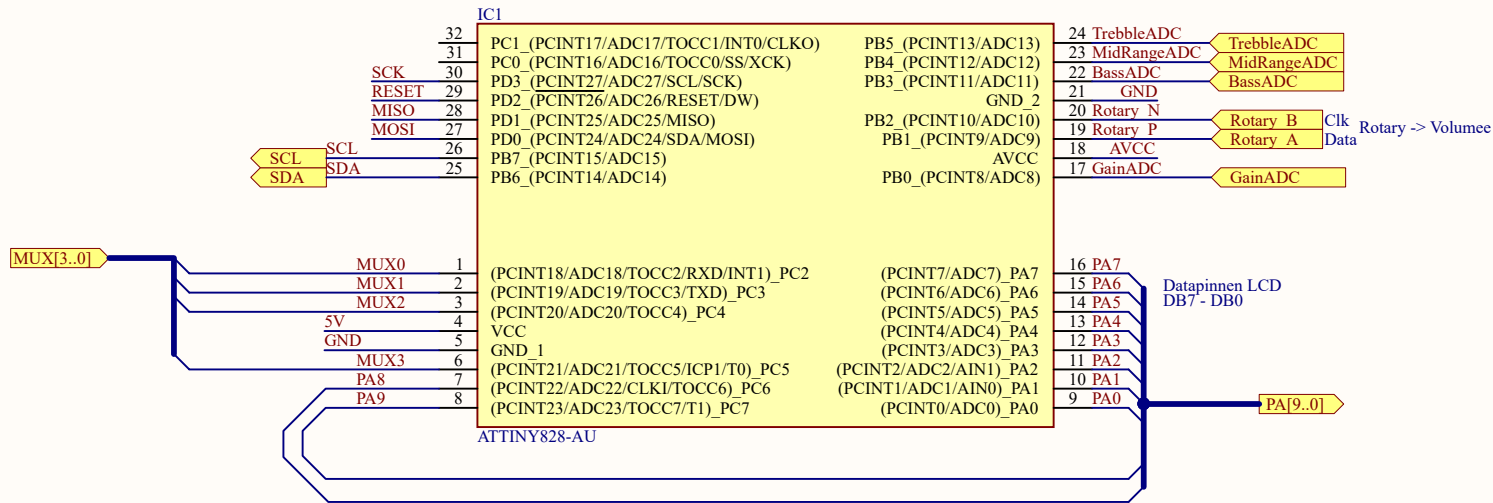 IC1
32 PC1_(PCINT17/ADC17/TOCC1/INT0/CLKO) PB5_(PCINT13/ADC13) 24 TrebbleADC TrebbleADC
31 PC0_(PCINT16/ADC16/TOCC0/SS/XCK) PB4_(PCINT12/ADC12) 23 MidRangeADC MidRangeADC
SCK 30 PD3_(PCINT27/ADC27/SCL/SCK) PB3_(PCINT11/ADC11) 22 BassADC BassADC
RESET 29 PD2_(PCINT26/ADC26/RESET/DW) GND_2 21 GND
MISO 28 PD1_(PCINT25/ADC25/MISO) PB2_(PCINT10/ADC10) 20 Rotary_N Rotary_B Clk
MOSI 27 PD0_(PCINT24/ADC24/SDA/MOSI) PB1_(PCINT9/ADC9) 19 Rotary_P Rotary_A Data
Rotary -> Volumee
SCL SCL 26 PB7_(PCINT15/ADC15) AVCC 18 AVCC
SDA SDA 25 PB6_(PCINT14/ADC14) PB0_(PCINT8/ADC8) 17 GainADC GainADC
MUX[3..0]
MUX0 1 (PCINT18/ADC18/TOCC2/RXD/INT1)_PC2 (PCINT7/ADC7)_PA7 16 PA7
MUX1 2 (PCINT19/ADC19/TOCC3/TXD)_PC3 (PCINT6/ADC6)_PA6 15 PA6 Datapinnen LCD
MUX2 3 (PCINT20/ADC20/TOCC4)_PC4 (PCINT5/ADC5)_PA5 14 PA5 DB7 - DB0
5V 4 VCC (PCINT4/ADC4)_PA4 13 PA4
GND 5 GND_1 (PCINT3/ADC3)_PA3 12 PA3
MUX3 6 (PCINT21/ADC21/TOCC5/ICP1/T0)_PC5 (PCINT2/ADC2/AIN1)_PA2 11 PA2
PA8 7 (PCINT22/ADC22/CLKI/TOCC6)_PC6 (PCINT1/ADC1/AIN0)_PA1 10 PA1
PA9 8 (PCINT23/ADC23/TOCC7/T1)_PC7 (PCINT0/ADC0)_PA0 9 PA0
PA[9..0]
ATTINY828-AU